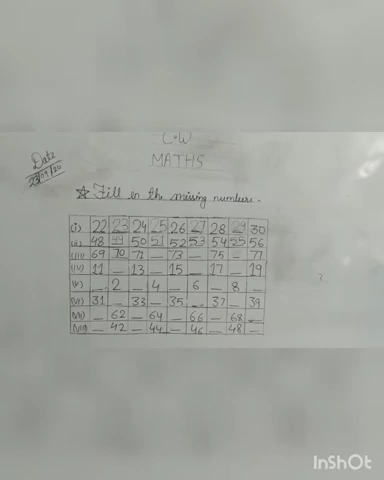 C.W
Date
23/09/20
MATHS
☆ Fill in the missing numbers.
(i) 22 23 24 25 26 27 28 29 30
(ii) 48 49 50 51 52 53 54 55 56
(iii) 69 70 71 — 73 — 75 — 77
(iv) 11 — 13 — 15 — 17 — 19
(v) — 2 — 4 — 6 — 8 —
(vi) 31 — 33 — 35 — 37 — 39
(vii) — 62 — 64 — 66 — 68 —
(viii) — 42 — 44 — 46 — 48 —
InShOt